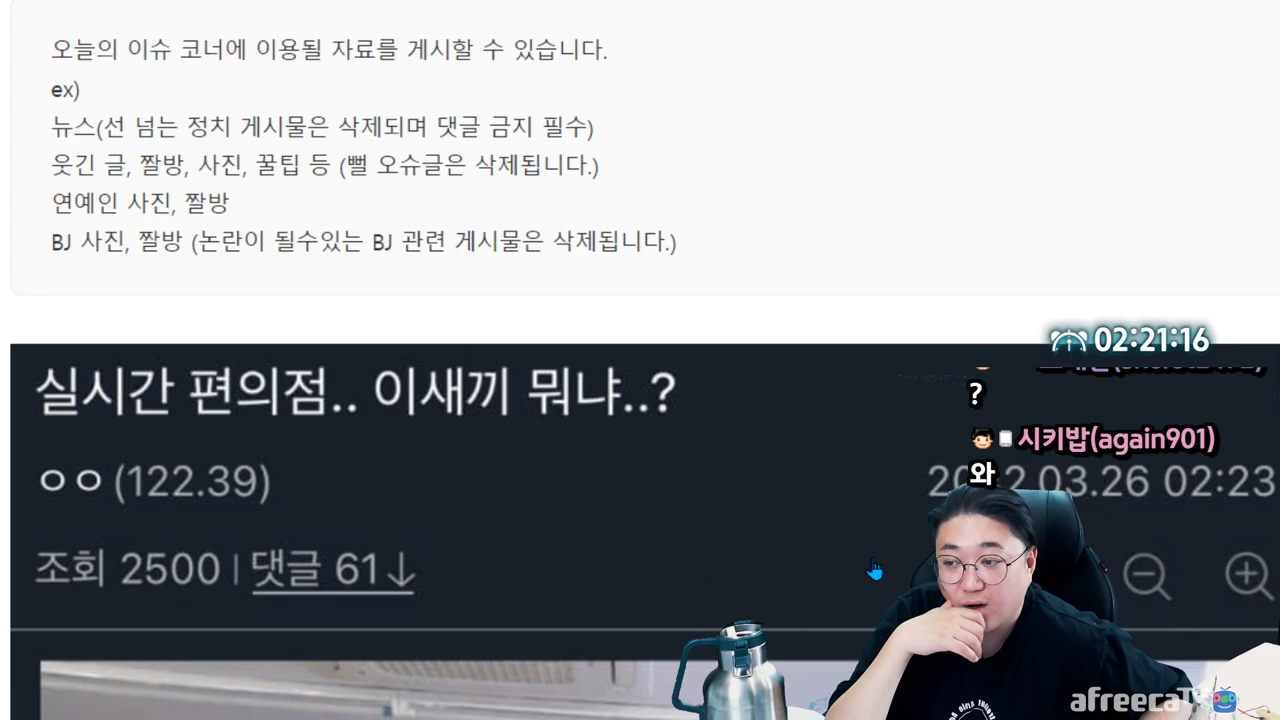 오늘의 이슈 코너에 이용될 자료를 게시할 수 있습니다.
ex)
뉴스(선 넘는 정치 게시물은 삭제되며 댓글 금지 필수)
웃긴 글, 짤방, 사진, 꿀팁 등 (뻘 오슈글은 삭제됩니다.)
연예인 사진, 짤방
BJ 사진, 짤방 (논란이 될수있는 BJ 관련 게시물은 삭제됩니다.)
02:21:16
실시간 편의점.. 이새끼 뭐냐..?
?
시키밥(again901)
와
ㅇㅇ(122.39)
03.26 02:23
조회 2500 | 댓글 61↓
afreeca